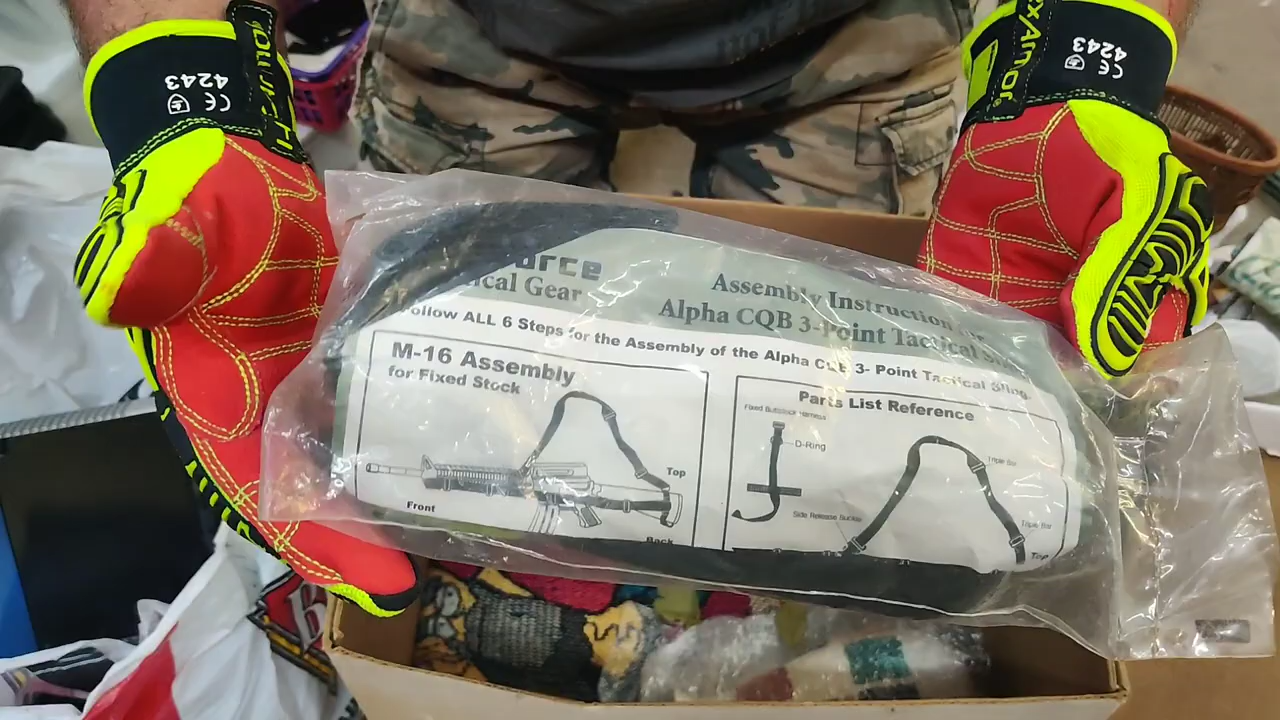 CE
4243
CE
4243
xAmor®
orce
ical Gear
Assembly Instruction for
Alpha CQB 3-Point Tactical Sling
ollow ALL 6 Steps for the Assembly of the Alpha CQB 3- Point Tactical Sling
M-16 Assembly
for Fixed Stock
Top
Front
Back
Parts List Reference
Fixed Buttstock Harness
D-Ring
Triple Bar
Side Release Buckle
Triple Bar
Top